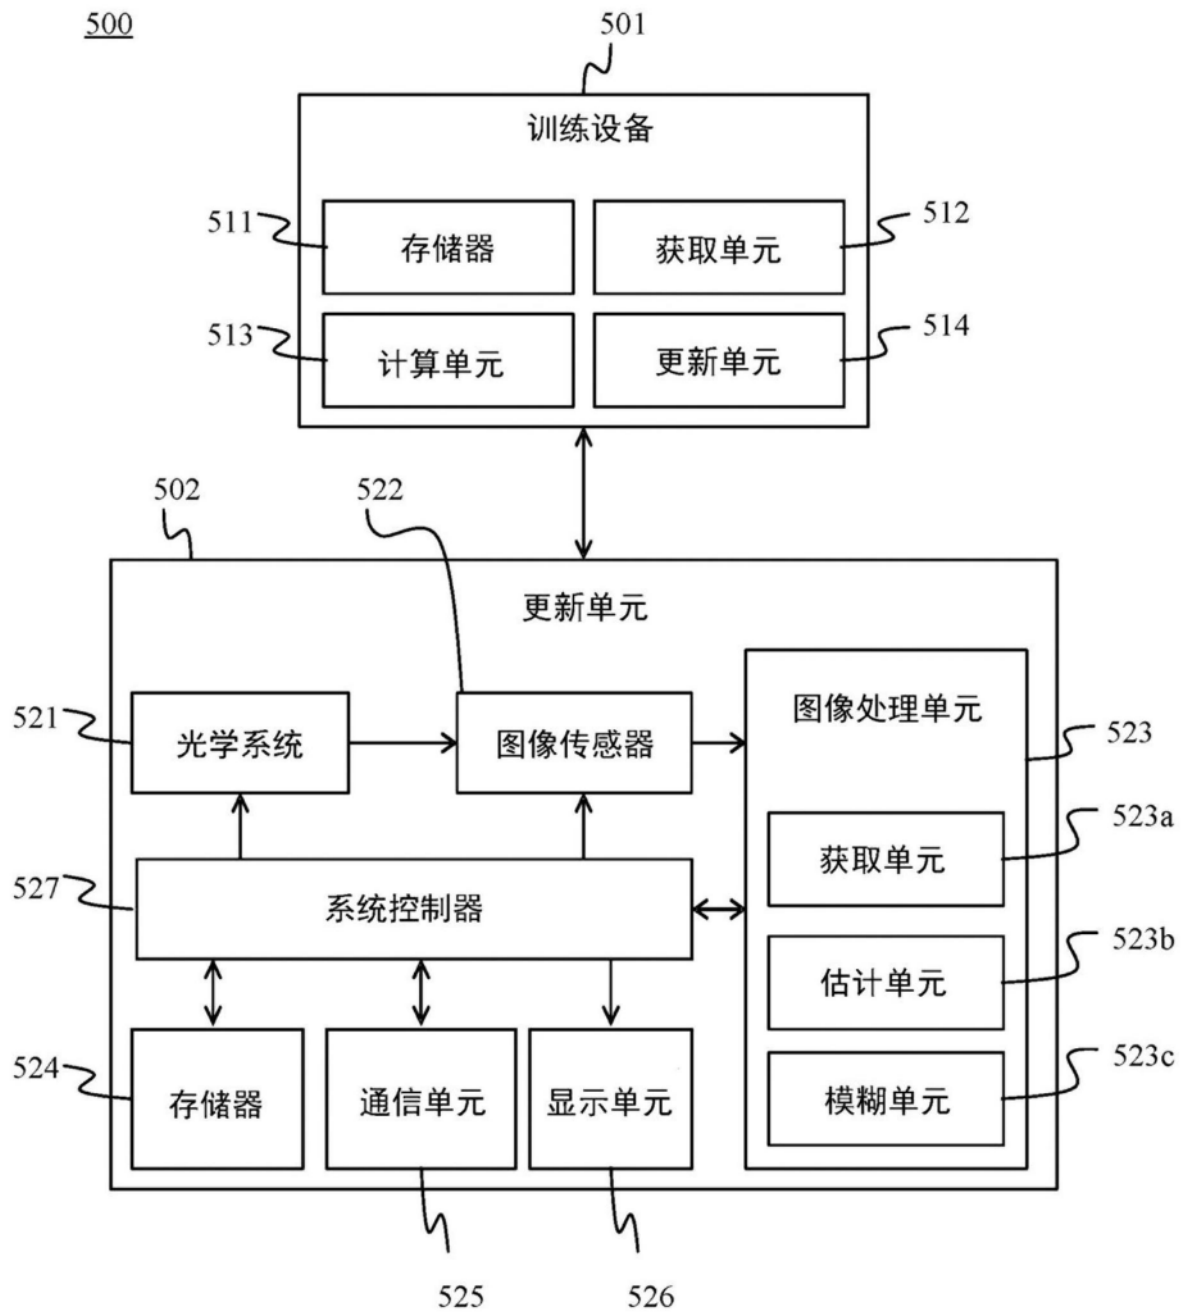 500
501
训练设备
511
存储器
获取单元
512
513
计算单元
更新单元
514
502
522
更新单元
521
光学系统
图像传感器
图像处理单元
523
523a
获取单元
527
系统控制器
523b
估计单元
524
存储器
通信单元
显示单元
523c
模糊单元
525
526